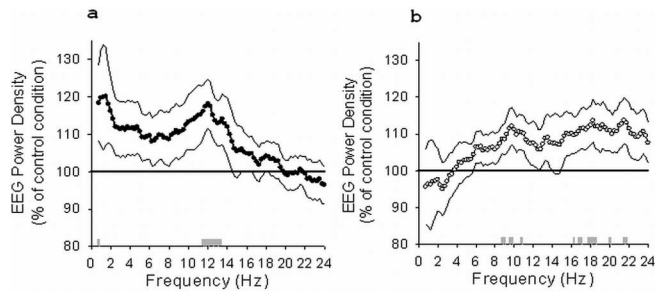 a
EEG Power Density
(% of control condition)
130
120
110
100
90
80
0 2 4 6 8 10 12 14 16 18 20 22 24
Frequency (Hz)
b
EEG Power Density
(% of control condition)
130
120
110
100
90
80
0 2 4 6 8 10 12 14 16 18 20 22 24
Frequency (Hz)